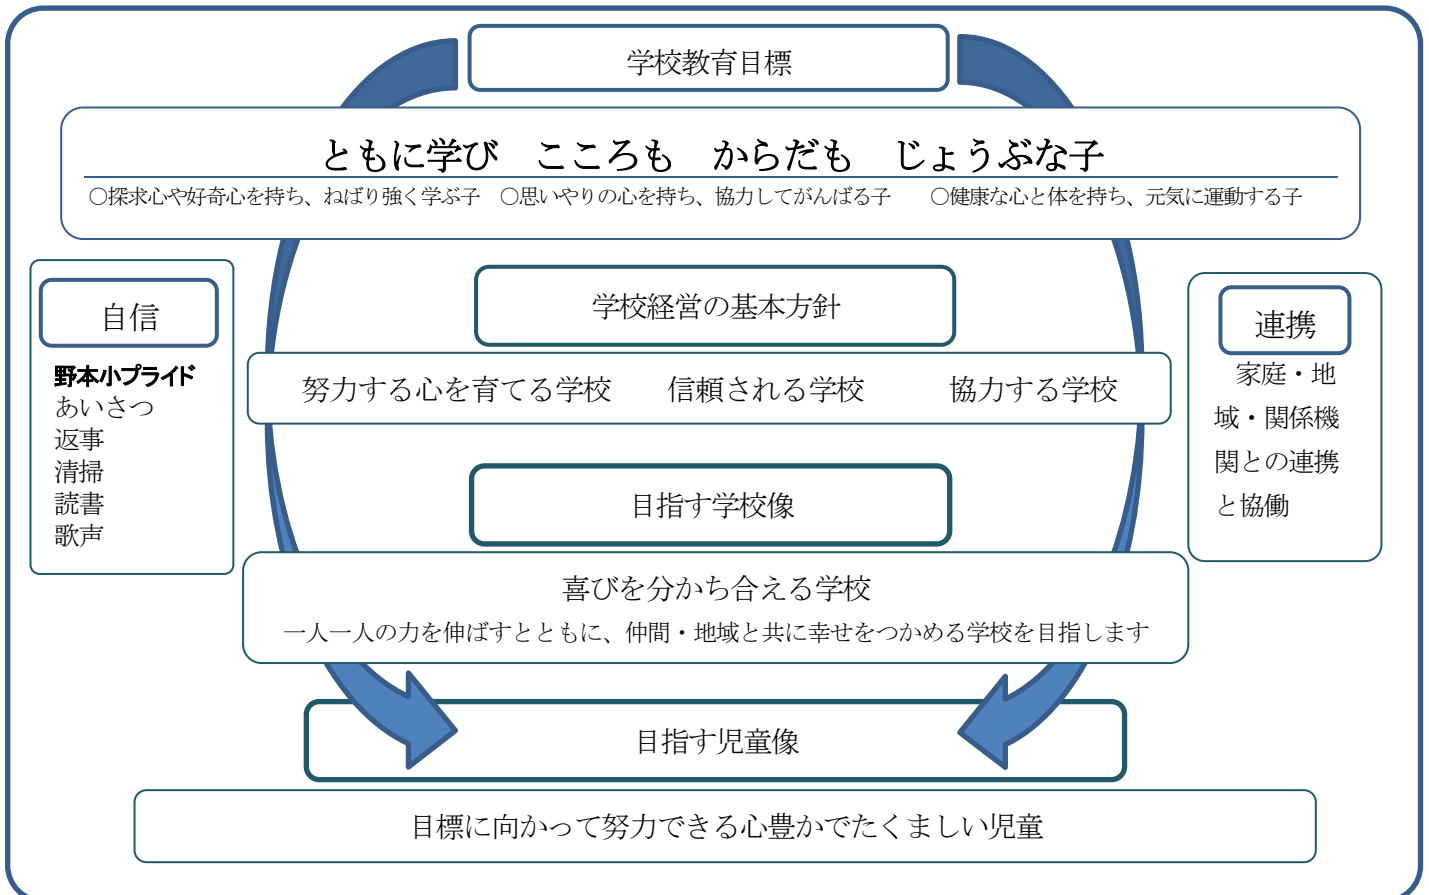 学校教育目標
ともに学び　こころも　からだも　じょうぶな子
〇探求心や好奇心を持ち、ねばり強く学ぶ子　〇思いやりの心を持ち、協力してがんばる子　　〇健康な心と体を持ち、元気に運動する子
自信
野本小プライド
あいさつ
返事
清掃
読書
歌声
学校経営の基本方針
努力する心を育てる学校　　信頼される学校　　　協力する学校
連携
家庭・地
域・関係機
関との連携
と協働
目指す学校像
喜びを分かち合える学校
一人一人の力を伸ばすとともに、仲間・地域と共に幸せをつかめる学校を目指します
目指す児童像
目標に向かって努力できる心豊かでたくましい児童